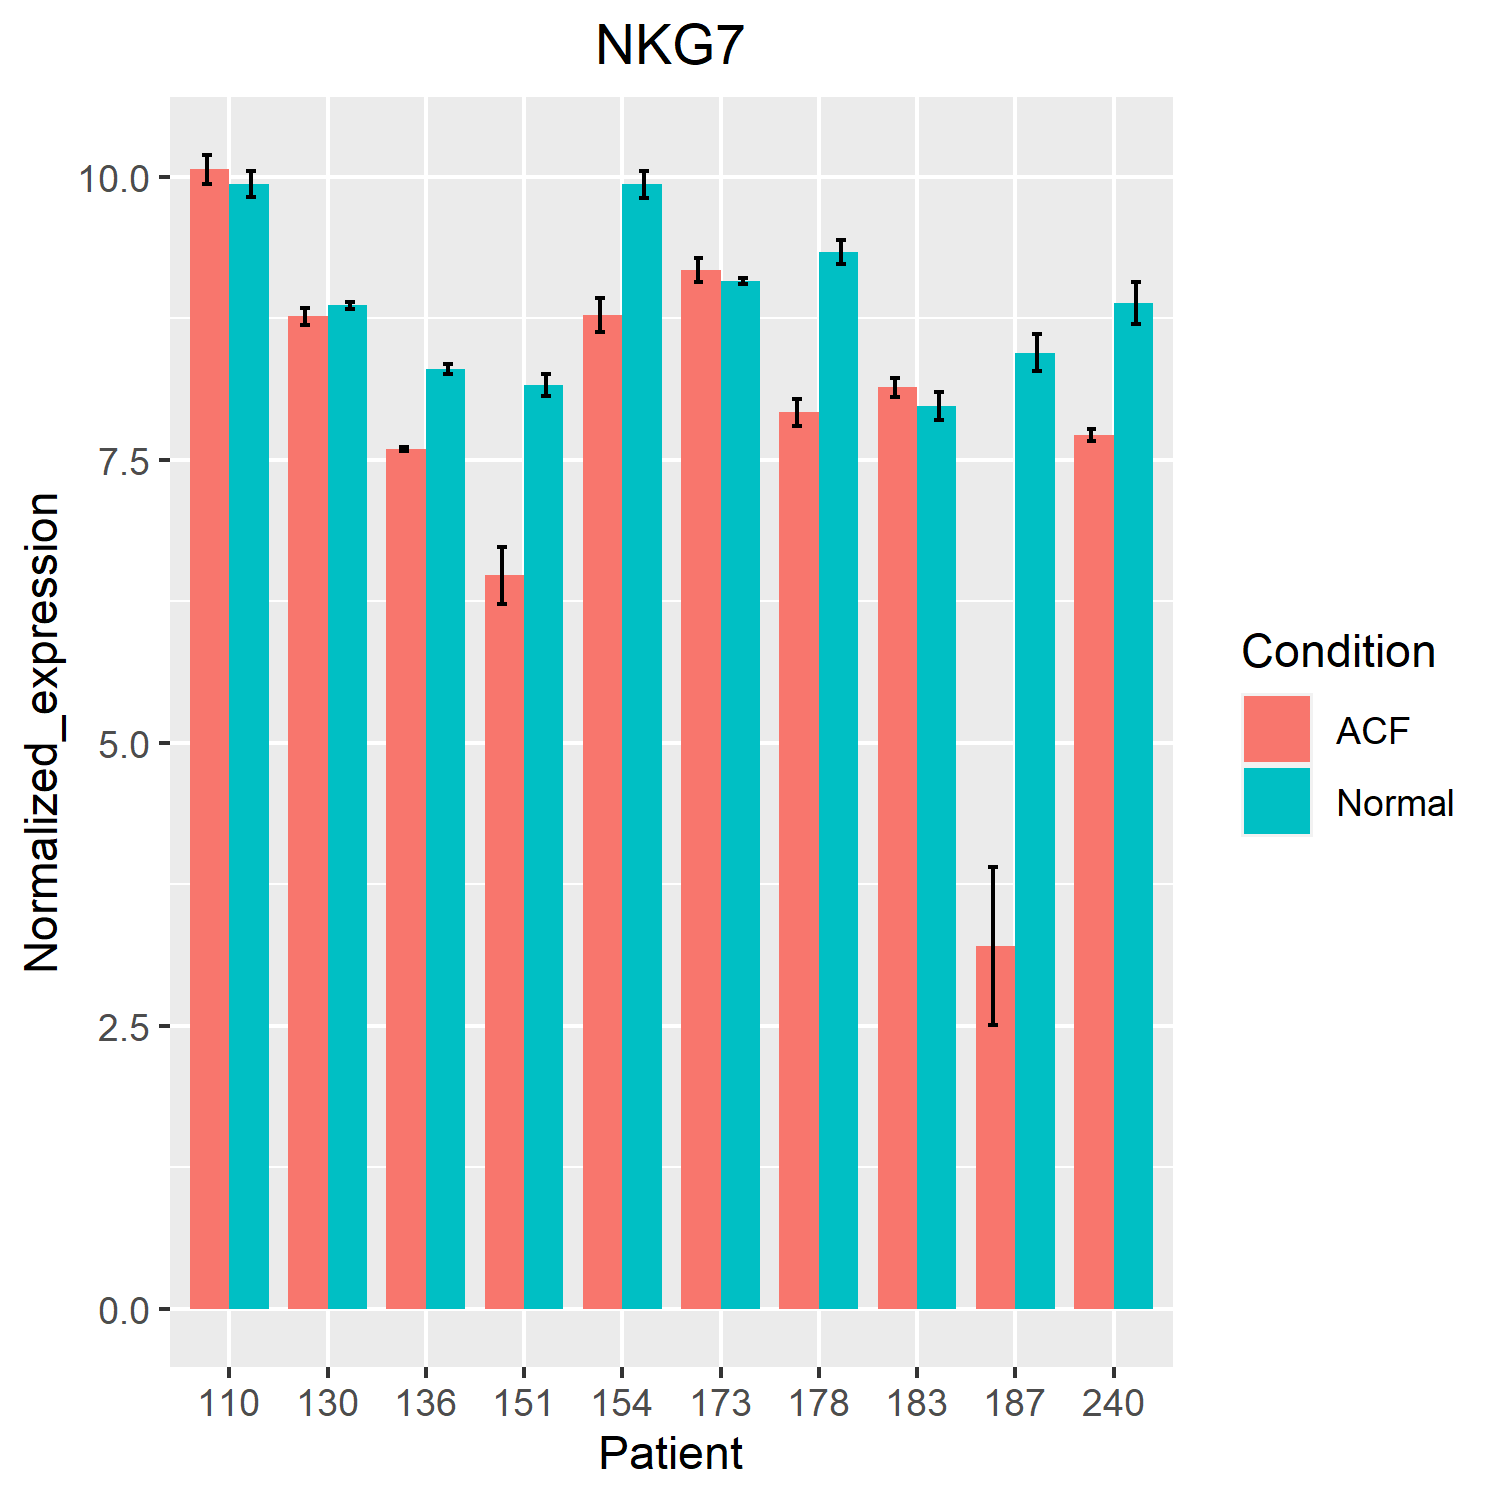 NKG7
10.0
7.5
5.0
2.5
0.0
Normalized_expression
110 130 136 151 154 173 178 183 187 240
Patient
Condition
ACF
Normal